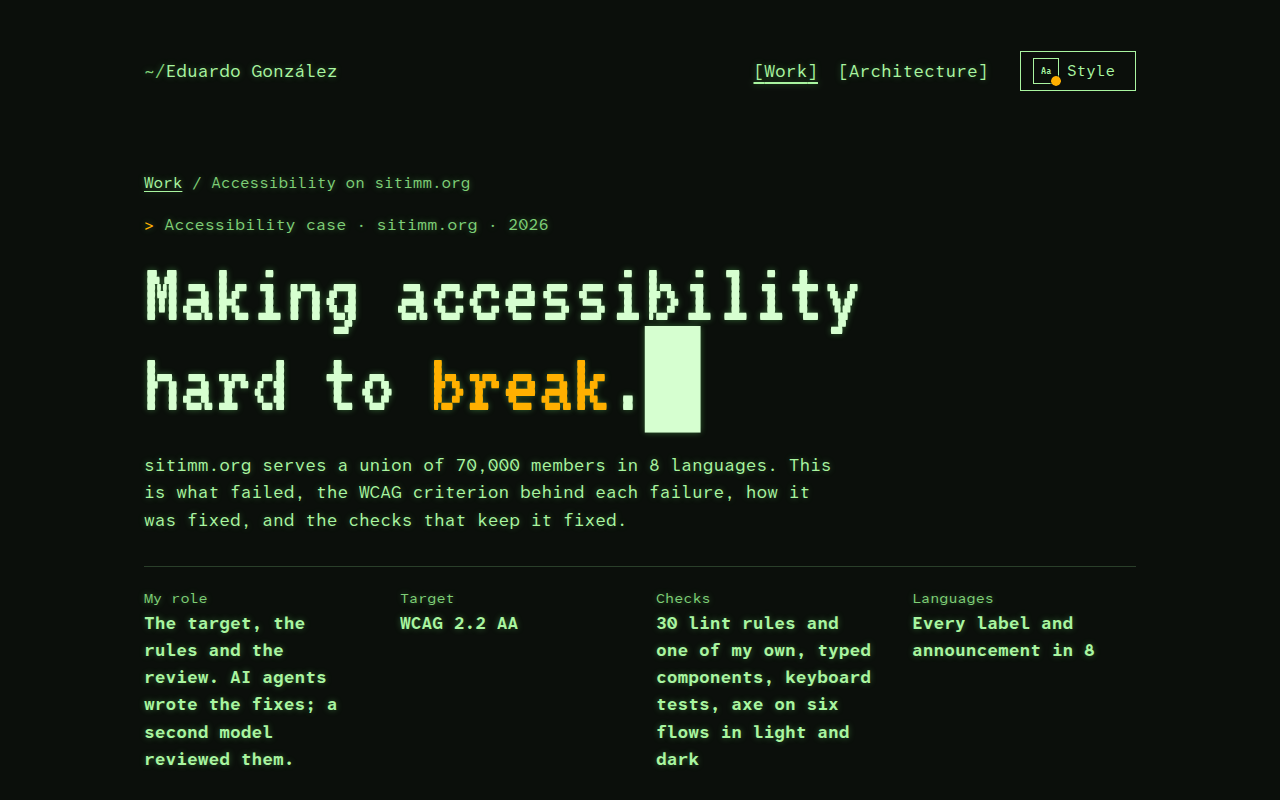 ~/Eduardo González
[Work] [Architecture]
Aa Style
Work / Accessibility on sitimm.org
> Accessibility case · sitimm.org · 2026
Making accessibility
hard to break.
sitimm.org serves a union of 70,000 members in 8 languages. This
is what failed, the WCAG criterion behind each failure, how it
was fixed, and the checks that keep it fixed.
My role
The target, the
rules and the
review. AI agents
wrote the fixes; a
second model
reviewed them.
Target
WCAG 2.2 AA
Checks
30 lint rules and
one of my own, typed
components, keyboard
tests, axe on six
flows in light and
dark
Languages
Every label and
announcement in 8